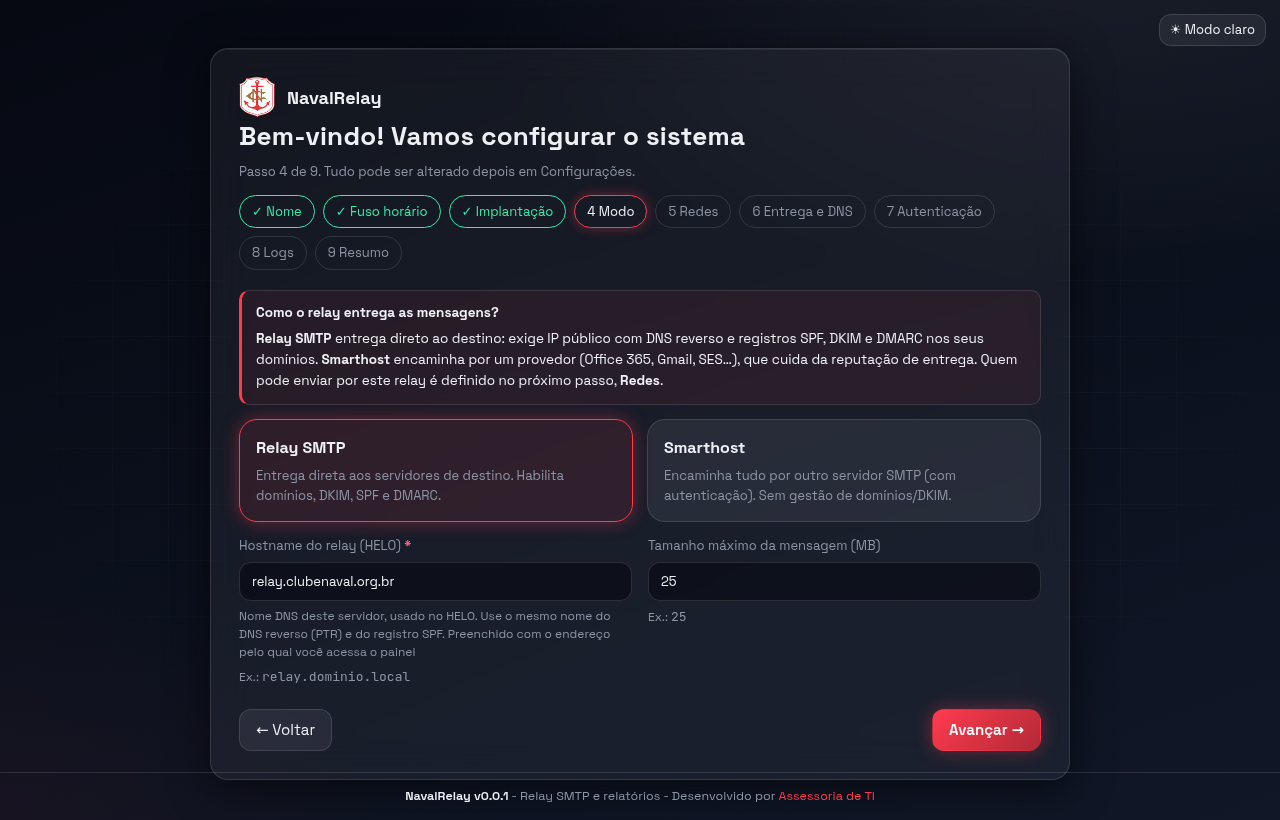 ☀ Modo claro
NavalRelay
Bem-vindo! Vamos configurar o sistema
Passo 4 de 9. Tudo pode ser alterado depois em Configurações.
✓ Nome ✓ Fuso horário ✓ Implantação 4 Modo 5 Redes 6 Entrega e DNS 7 Autenticação
8 Logs 9 Resumo
Como o relay entrega as mensagens?
Relay SMTP entrega direto ao destino: exige IP público com DNS reverso e registros SPF, DKIM e DMARC nos seus
domínios. Smarthost encaminha por um provedor (Office 365, Gmail, SES…), que cuida da reputação de entrega. Quem
pode enviar por este relay é definido no próximo passo, Redes.
Relay SMTP
Entrega direta aos servidores de destino. Habilita
domínios, DKIM, SPF e DMARC.
Smarthost
Encaminha tudo por outro servidor SMTP (com
autenticação). Sem gestão de domínios/DKIM.
Hostname do relay (HELO) *
relay.clubenaval.org.br
Nome DNS deste servidor, usado no HELO. Use o mesmo nome do
DNS reverso (PTR) e do registro SPF. Preenchido com o endereço
pelo qual você acessa o painel
Ex.: relay.dominio.local
Tamanho máximo da mensagem (MB)
25
Ex.: 25
← Voltar
Avançar →
NavalRelay v0.0.1 - Relay SMTP e relatórios - Desenvolvido por Assessoria de TI